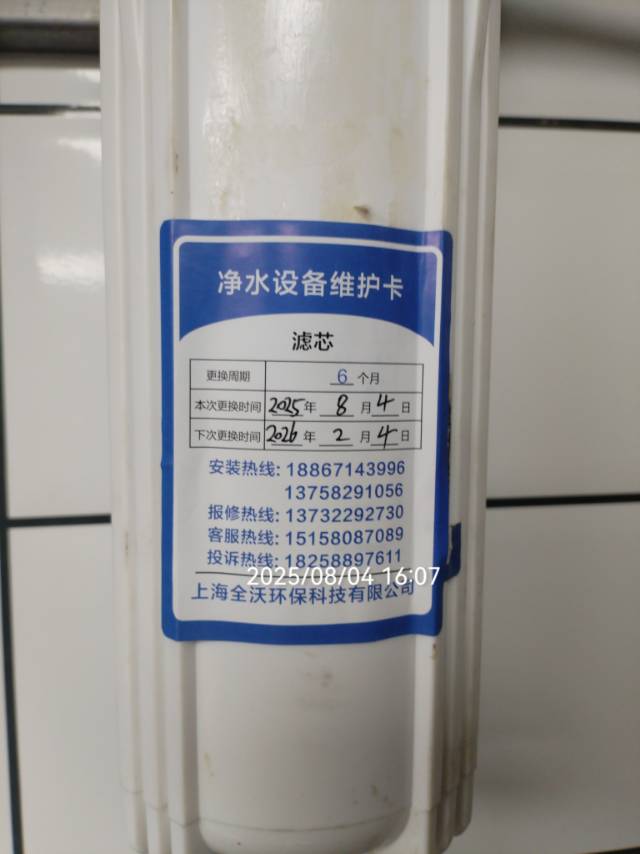 净水设备维护卡
滤芯
更换周期 6 个月
本次更换时间 2025 年 8 月 4 日
下次更换时间 2026 年 2 月 4 日
安装热线: 18867143996
13758291056
报修热线: 13732292730
客服热线: 15158087089
投诉热线: 18258897611
2025/08/04 16:07
上海全沃环保科技有限公司